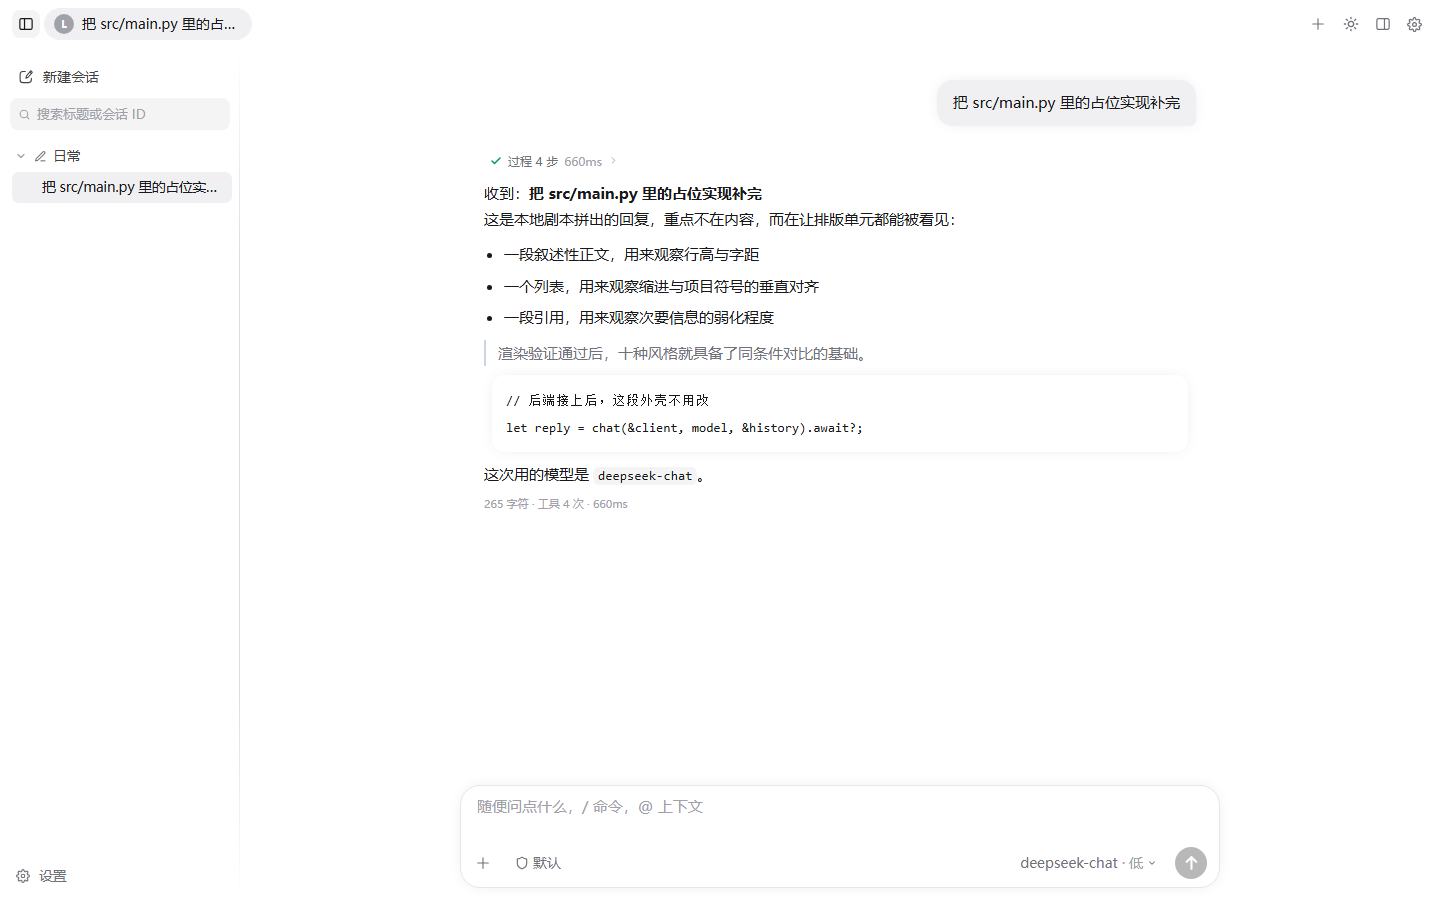 L 把 src/main.py 里的占...
新建会话
搜索标题或会话 ID
日常
把 src/main.py 里的占位实...
把 src/main.py 里的占位实现补完
过程 4 步 660ms
收到：把 src/main.py 里的占位实现补完
这是本地剧本拼出的回复，重点不在内容，而在让排版单元都能被看见：
一段叙述性正文，用来观察行高与字距
一个列表，用来观察缩进与项目符号的垂直对齐
一段引用，用来观察次要信息的弱化程度
渲染验证通过后，十种风格就具备了同条件对比的基础。
// 后端接上后，这段外壳不用改
let reply = chat(&client, model, &history).await?;
这次用的模型是 deepseek-chat。
265 字符 · 工具 4 次 · 660ms
随便问点什么，/ 命令，@ 上下文
默认
deepseek-chat · 低
设置